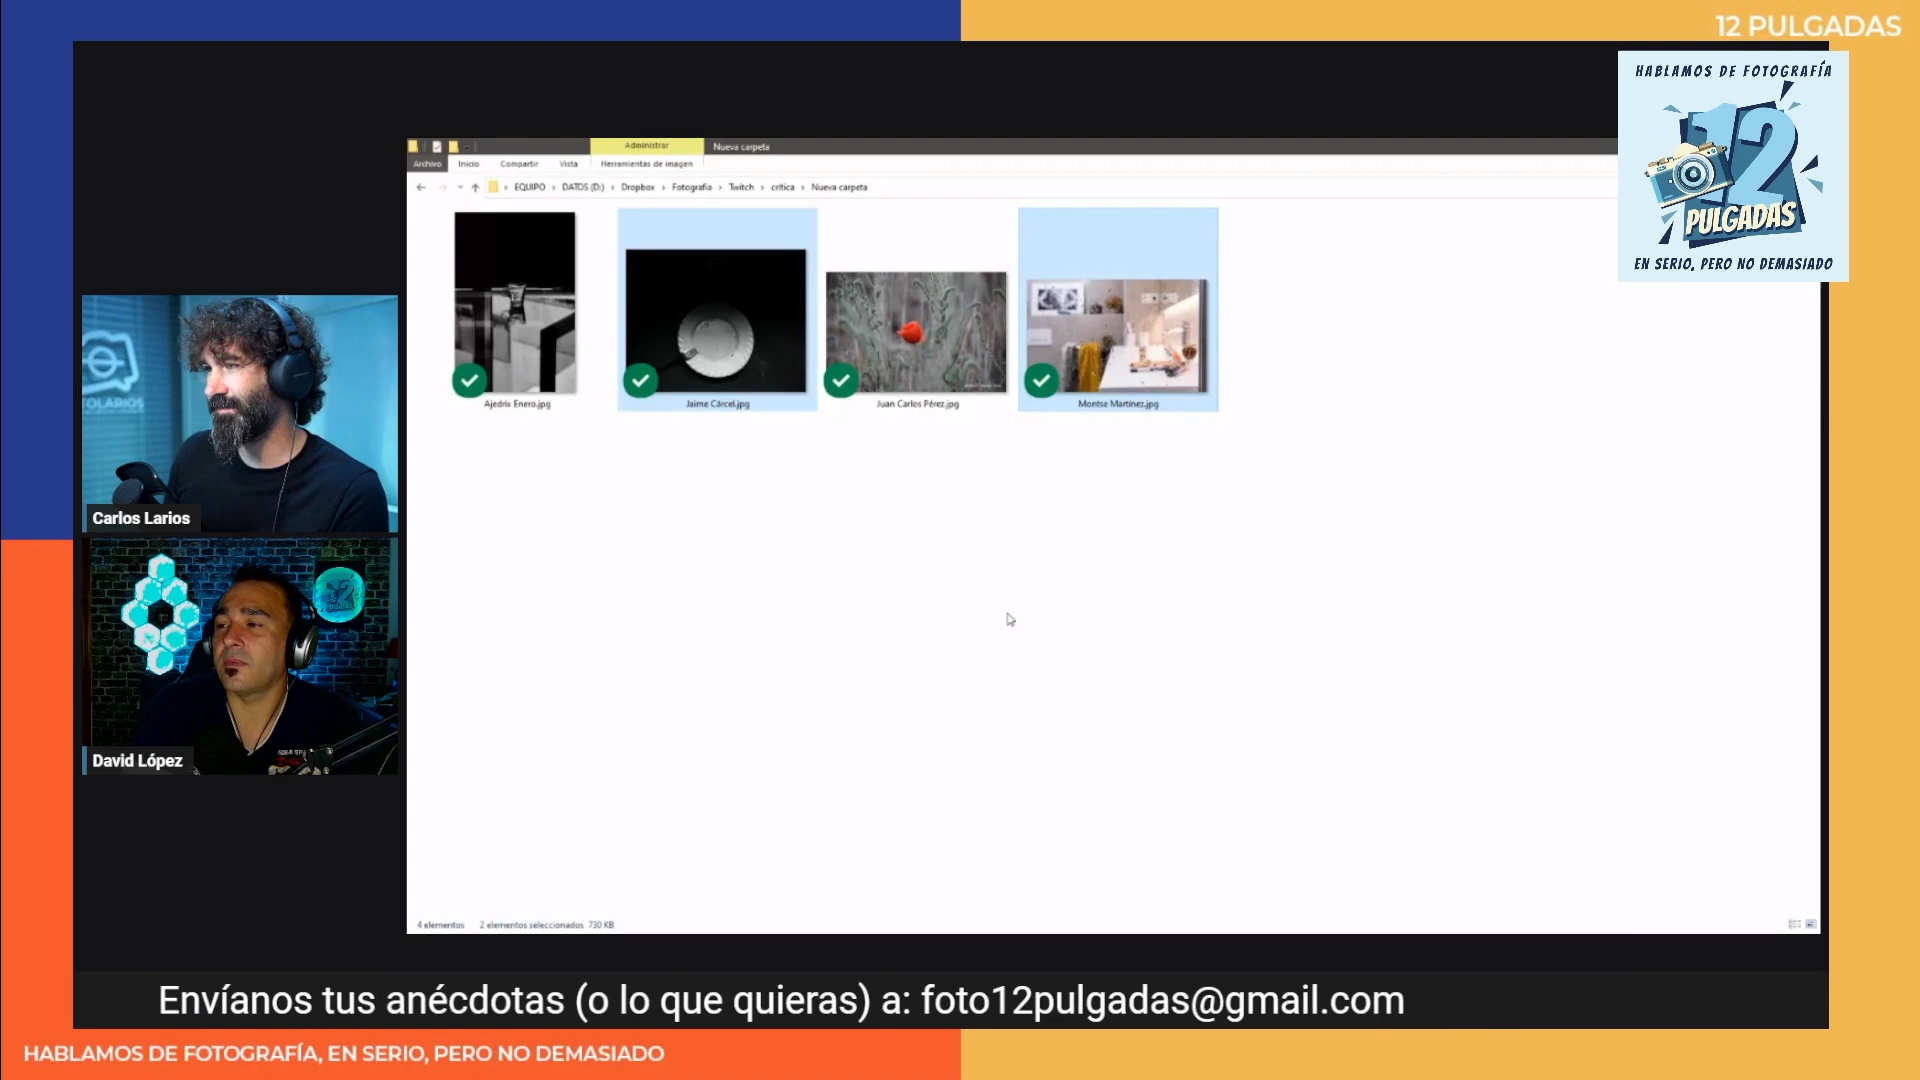 12 PULGADAS
HABLAMOS DE FOTOGRAFÍA
12
PULGADAS
EN SERIO, PERO NO DEMASIADO
Administrar
Nueva carpeta
Archivo Inicio Compartir Vista Herramientas de imagen
EQUIPO > DATOS (D:) > Dropbox > Fotografia > Twitch > crítica > Nueva carpeta
Ajedrix Enero.jpg
Jaime Cárcel.jpg
Juan Carlos Pérez.jpg
Montse Martínez.jpg
TOLARIOS
Carlos Larios
David López
4 elementos 2 elementos seleccionados 730 KB
Envíanos tus anécdotas (o lo que quieras) a: foto12pulgadas@gmail.com
HABLAMOS DE FOTOGRAFÍA, EN SERIO, PERO NO DEMASIADO